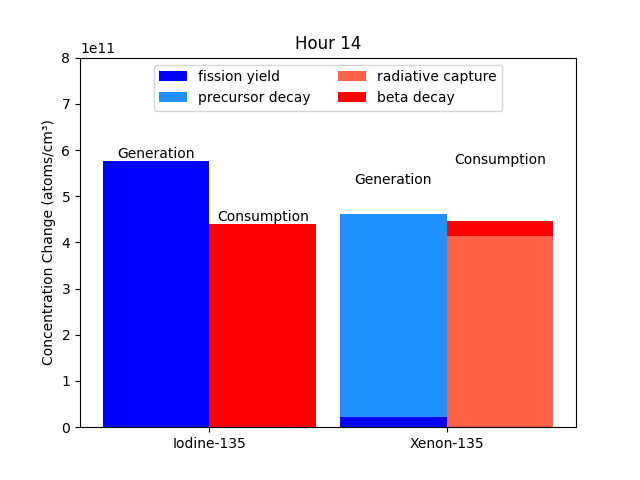 Hour 14
1e11
fission yield
precursor decay
radiative capture
beta decay
Generation
Consumption
Generation
Consumption
Concentration Change (atoms/cm³)
8
7
6
5
4
3
2
1
0
Iodine-135
Xenon-135